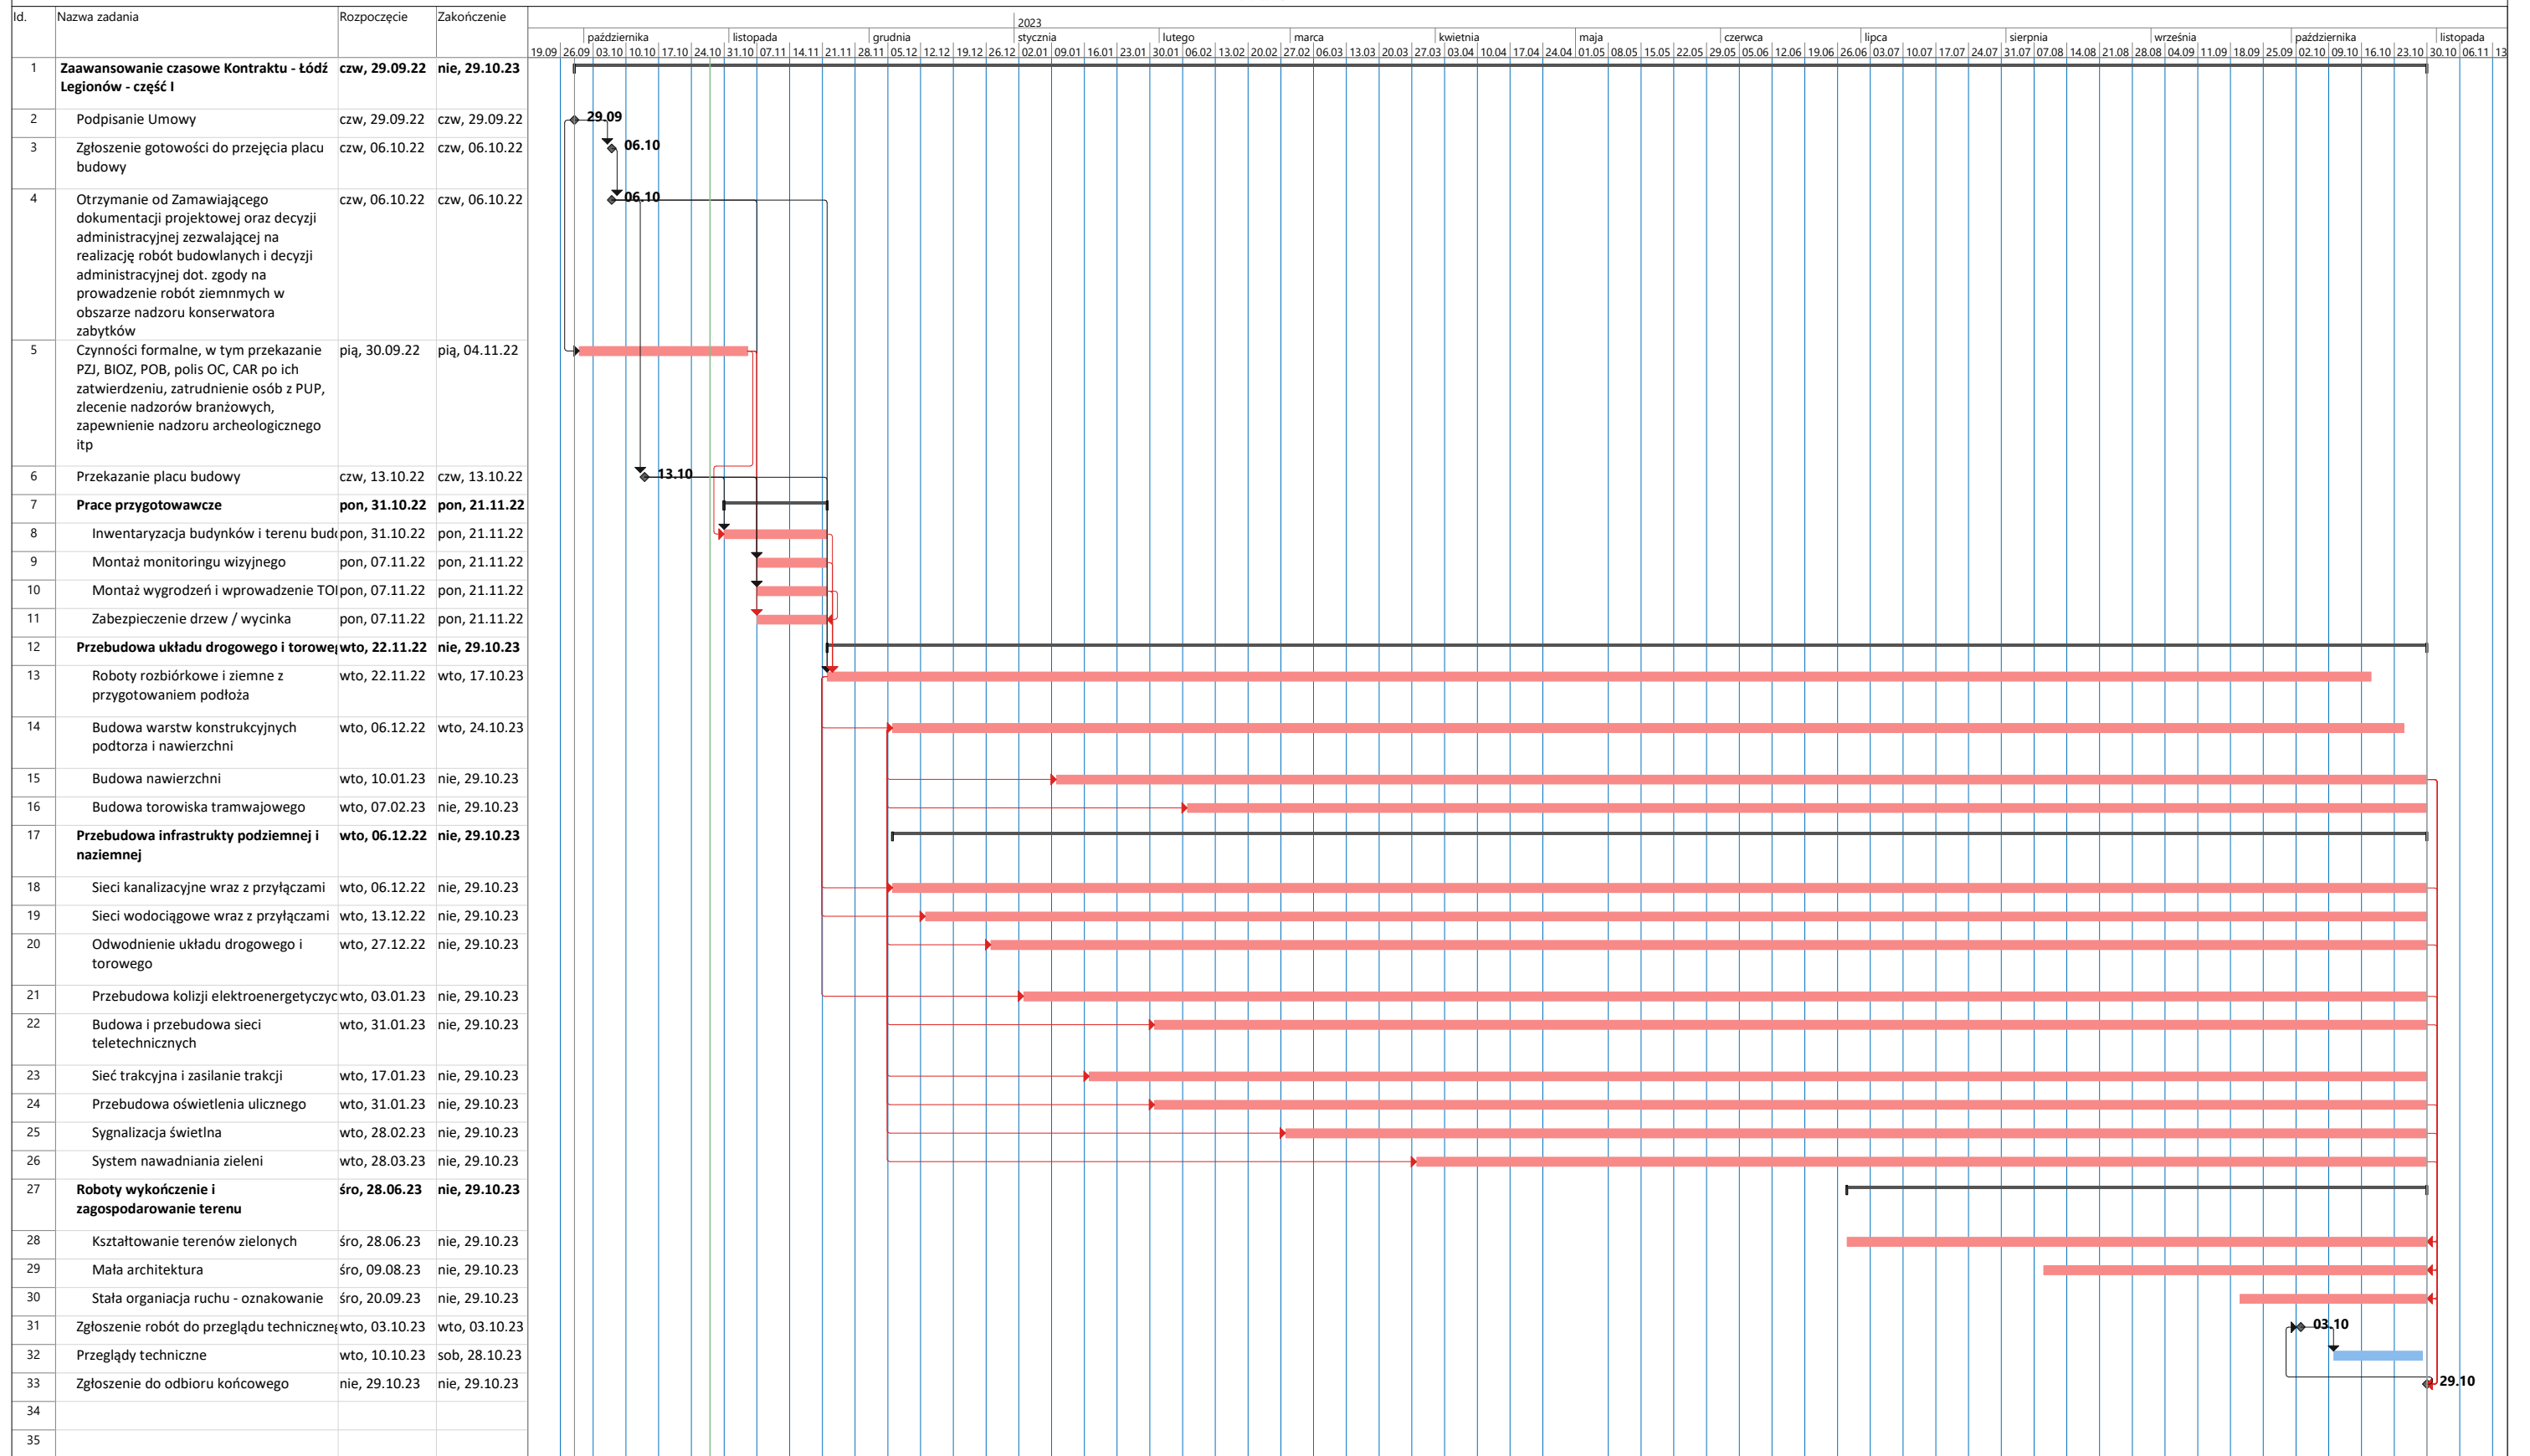 Id. Nazwa zadania Rozpoczęcie Zakończenie
2023
października listopada grudnia stycznia lutego marca kwietnia maja czerwca lipca sierpnia września października listopada
19.09 26.09 03.10 10.10 17.10 24.10 31.10 07.11 14.11 21.11 28.11 05.12 12.12 19.12 26.12 02.01 09.01 16.01 23.01 30.01 06.02 13.02 20.02 27.02 06.03 13.03 20.03 27.03 03.04 10.04 17.04 24.04 01.05 08.05 15.05 22.05 29.05 05.06 12.06 19.06 26.06 03.07 10.07 17.07 24.07 31.07 07.08 14.08 21.08 28.08 04.09 11.09 18.09 25.09 02.10 09.10 16.10 23.10 30.10 06.11 13
1 Zaawansowanie czasowe Kontraktu - Łódź czw, 29.09.22 nie, 29.10.23
Legionów - część I
2 Podpisanie Umowy czw, 29.09.22 czw, 29.09.22 29.09
3 Zgłoszenie gotowości do przejęcia placu czw, 06.10.22 czw, 06.10.22 06.10
budowy
4 Otrzymanie od Zamawiającego czw, 06.10.22 czw, 06.10.22 06.10
dokumentacji projektowej oraz decyzji
administracyjnej zezwalającej na
realizację robót budowlanych i decyzji
administracyjnej dot. zgody na
prowadzenie robót ziemnmych w
obszarze nadzoru konserwatora
zabytków
5 Czynności formalne, w tym przekazanie pią, 30.09.22 pią, 04.11.22
PZJ, BIOZ, POB, polis OC, CAR po ich
zatwierdzeniu, zatrudnienie osób z PUP,
zlecenie nadzorów branżowych,
zapewnienie nadzoru archeologicznego
itp
6 Przekazanie placu budowy czw, 13.10.22 czw, 13.10.22 13.10
7 Prace przygotowawcze pon, 31.10.22 pon, 21.11.22
8 Inwentaryzacja budynków i terenu budo pon, 31.10.22 pon, 21.11.22
9 Montaż monitoringu wizyjnego pon, 07.11.22 pon, 21.11.22
10 Montaż wygrodzeń i wprowadzenie TO pon, 07.11.22 pon, 21.11.22
11 Zabezpieczenie drzew / wycinka pon, 07.11.22 pon, 21.11.22
12 Przebudowa układu drogowego i torowe wto, 22.11.22 nie, 29.10.23
13 Roboty rozbiórkowe i ziemne z wto, 22.11.22 wto, 17.10.23
przygotowaniem podłoża
14 Budowa warstw konstrukcyjnych wto, 06.12.22 wto, 24.10.23
podtorza i nawierzchni
15 Budowa nawierzchni wto, 10.01.23 nie, 29.10.23
16 Budowa torowiska tramwajowego wto, 07.02.23 nie, 29.10.23
17 Przebudowa infrastrukty podziemnej i wto, 06.12.22 nie, 29.10.23
naziemnej
18 Sieci kanalizacyjne wraz z przyłączami wto, 06.12.22 nie, 29.10.23
19 Sieci wodociągowe wraz z przyłączami wto, 13.12.22 nie, 29.10.23
20 Odwodnienie układu drogowego i wto, 27.12.22 nie, 29.10.23
torowego
21 Przebudowa kolizji elektroenergetyczyc wto, 03.01.23 nie, 29.10.23
22 Budowa i przebudowa sieci wto, 31.01.23 nie, 29.10.23
teletechnicznych
23 Sieć trakcyjna i zasilanie trakcji wto, 17.01.23 nie, 29.10.23
24 Przebudowa oświetlenia ulicznego wto, 31.01.23 nie, 29.10.23
25 Sygnalizacja świetlna wto, 28.02.23 nie, 29.10.23
26 System nawadniania zieleni wto, 28.03.23 nie, 29.10.23
27 Roboty wykończenie i śro, 28.06.23 nie, 29.10.23
zagospodarowanie terenu
28 Kształtowanie terenów zielonych śro, 28.06.23 nie, 29.10.23
29 Mała architektura śro, 09.08.23 nie, 29.10.23
30 Stała organiacja ruchu - oznakowanie śro, 20.09.23 nie, 29.10.23
31 Zgłoszenie robót do przeglądu techniczneg wto, 03.10.23 wto, 03.10.23 03.10
32 Przeglądy techniczne wto, 10.10.23 sob, 28.10.23
33 Zgłoszenie do odbioru końcowego nie, 29.10.23 nie, 29.10.23 29.10
34
35